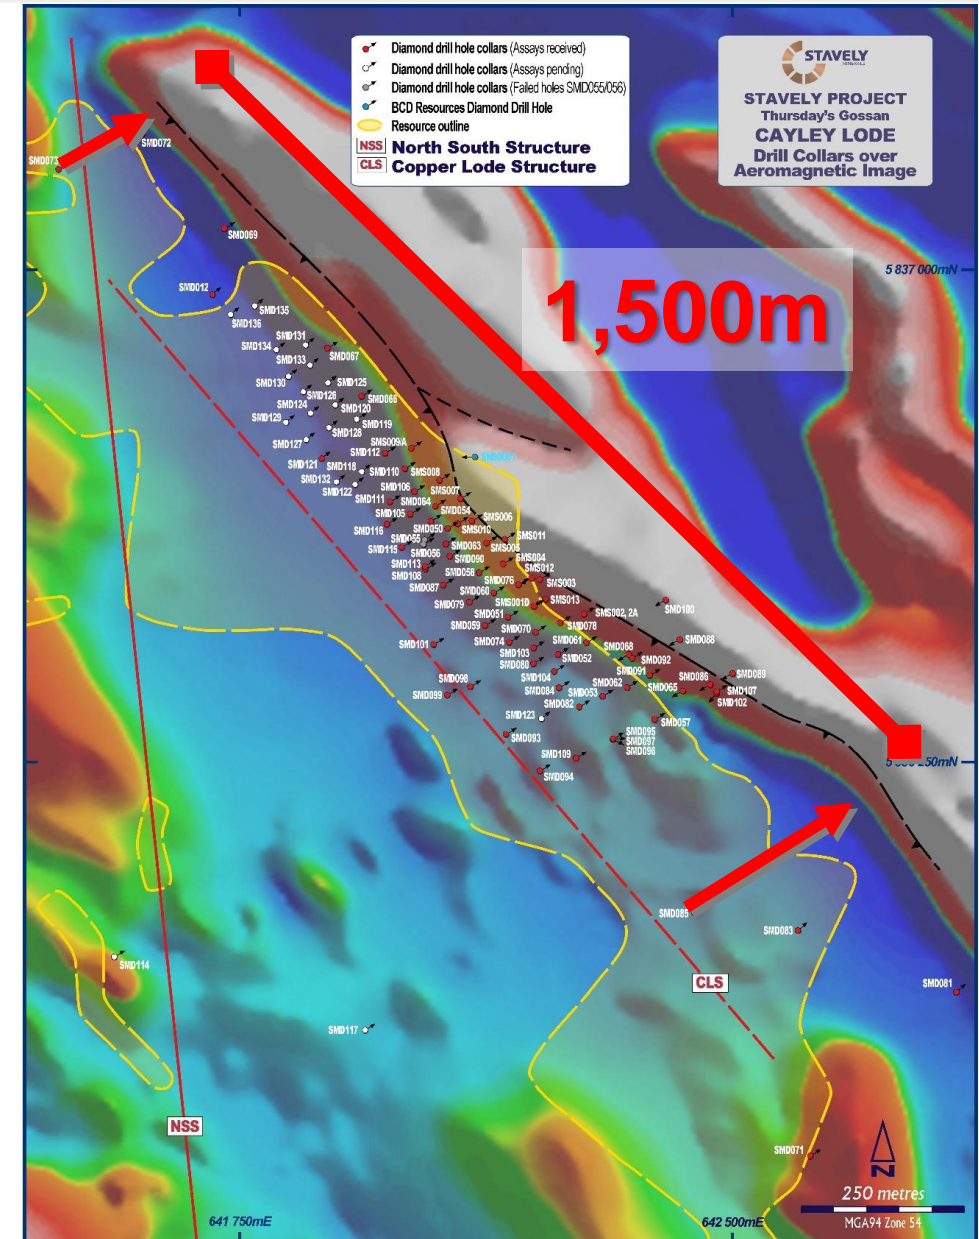 Diamond drill hole collars (Assays received)
Diamond drill hole collars (Assays pending)
Diamond drill hole collars (Failed holes SMD055/056)
BCD Resources Diamond Drill Hole
Resource outline
NSS North South Structure
CLS Copper Lode Structure
STAVELY
MINERALS
STAVELY PROJECT
Thursday's Gossan
CAYLEY LODE
Drill Collars over
Aeromagnetic Image
SMD072
SMD073
SMD069
5 837 000mN
SMD012
1,500m
SMD135
SMD136
SMD131
SMD134
SMD067
SMD133
SMD130
SMD125
SMD126
SMD066
SMD124
SMD120
SMD129
SMD119
SMD128
SMD127
SMS009/A
SMD112
SMD121
SMD118
SMD110
SMS008
SMD132
SMD122
SMD106
SMS007
SMD111
SMD064
SMD105
SMD054
SMS006
SMD116
SMD050
SMS010
SMD055
SMS011
SMD115
SMD056
SMD063
SMS005
SMD113
SMD090
SMS004
SMD108
SMD058
SMS012
SMD087
SMD076
SMS003
SMD060
SMD079
SMS001D
SMS013
SMD100
SMD051
SMS002, 2A
SMD059
SMD078
SMD070
SMD101
SMD074
SMD061
SMD088
SMD103
SMD068
SMD080
SMD052
SMD092
SMD098
SMD104
SMD091
SMD086
SMD089
SMD099
SMD084
SMD062
SMD065
SMD107
SMD053
SMD102
SMD082
SMD123
SMD057
SMD093
SMD095
SMD097
SMD096
SMD109
50mN
SMD094
SMD085
SMD083
SMD114
SMD081
CLS
SMD117
NSS
SMD071
N
250 metres
641 750mE
642 500mE
MGA94 Zone 54